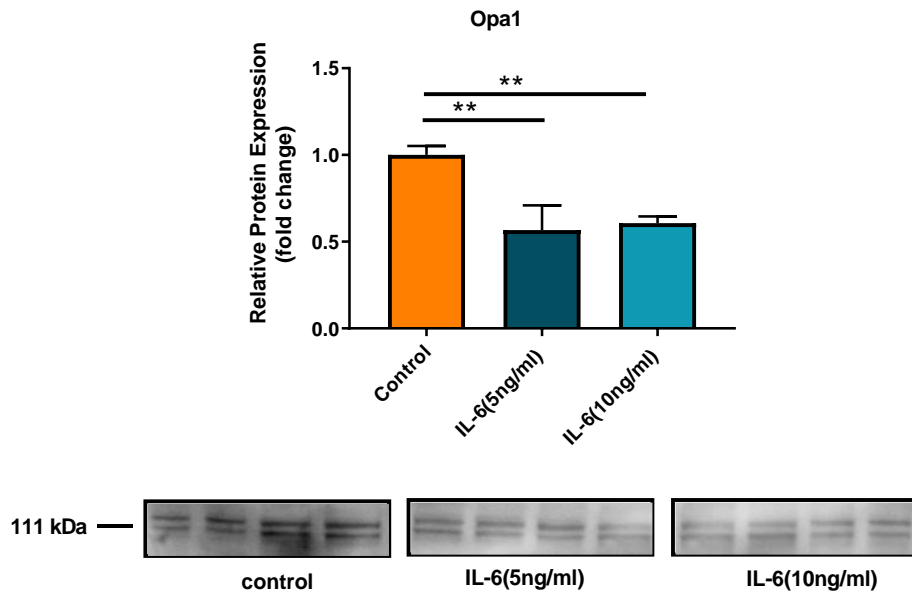 Opa1
Relative Protein Expression
(fold change)
1.5
1.0
0.5
0.0
**
**
Control
IL-6(5ng/ml)
IL-6(10ng/ml)
111 kDa
control
IL-6(5ng/ml)
IL-6(10ng/ml)